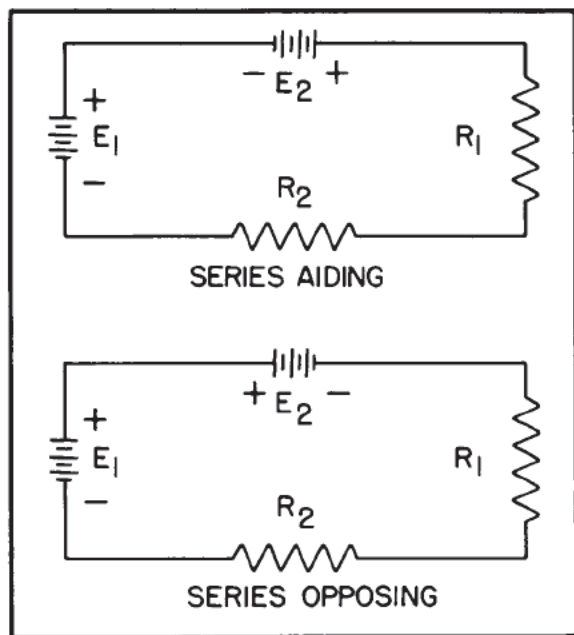 − E₂ +
+
E₁
−
R₁
R₂
SERIES AIDING
+ E₂ −
+
E₁
−
R₁
R₂
SERIES OPPOSING